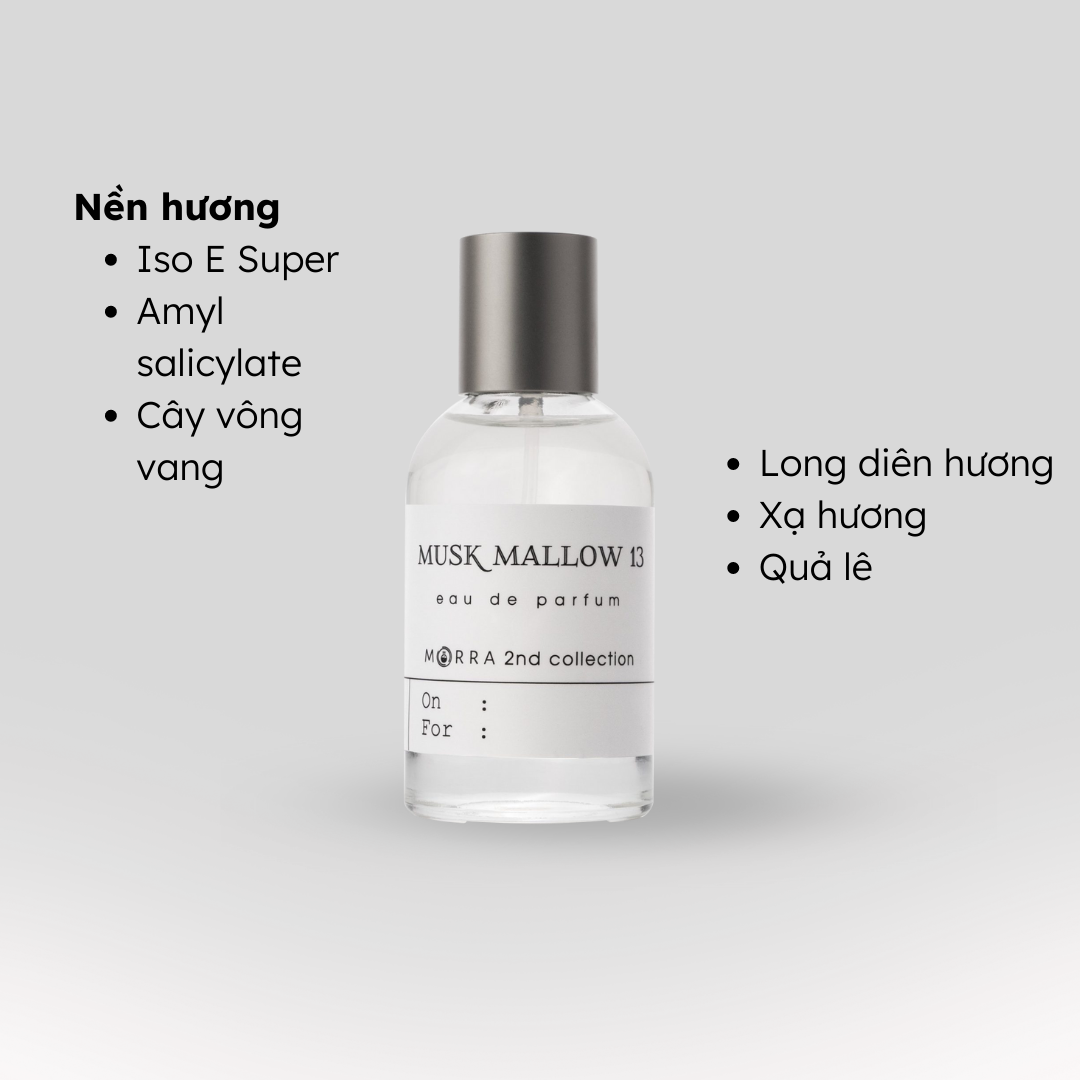 Nền hương
• Iso E Super
• Amyl
salicylate
• Cây vông
vang
• Long diên hương
• Xạ hương
• Quả lê
MUSK MALLOW 13
eau de parfum
MORRA 2nd collection
On :
For :